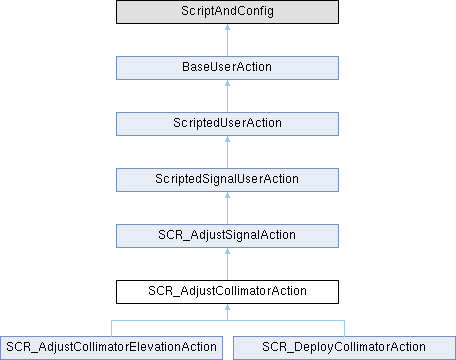 ScriptAndConfig
BaseUserAction
ScriptedUserAction
ScriptedSignalUserAction
SCR_AdjustSignalAction
SCR_AdjustCollimatorAction
SCR_AdjustCollimatorElevationAction
SCR_DeployCollimatorAction